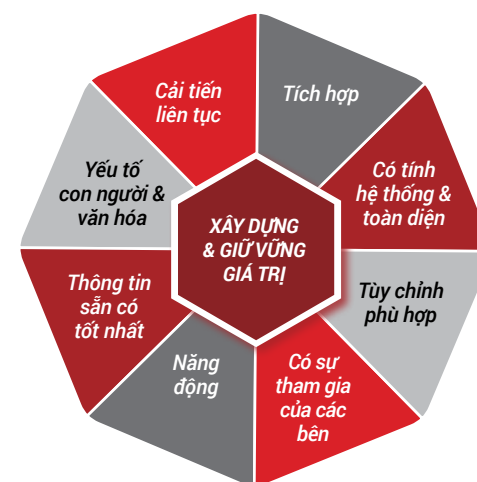 Tích hợp
Có tính
hệ thống &
toàn diện
Tùy chỉnh
phù hợp
Có sự
tham gia
của các
bên
Năng
động
Thông tin
sẵn có
tốt nhất
Yếu tố
con người &
văn hóa
Cải tiến
liên tục
XÂY DỰNG
& GIỮ VỮNG
GIÁ TRỊ